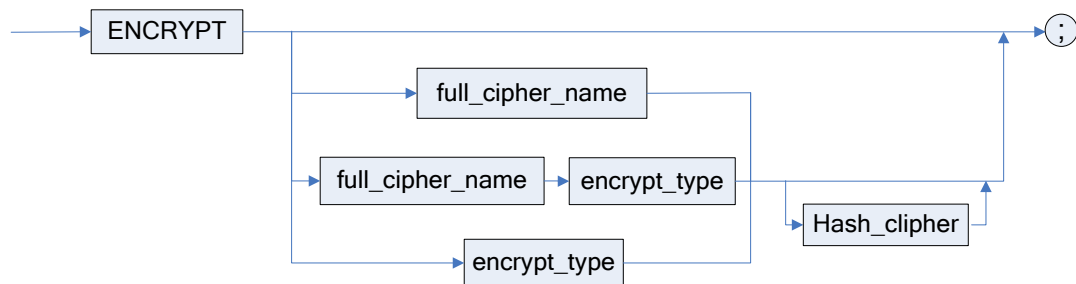 ENCRYPT
;
full_cipher_name
full_cipher_name
encrypt_type
Hash_clipher
encrypt_type